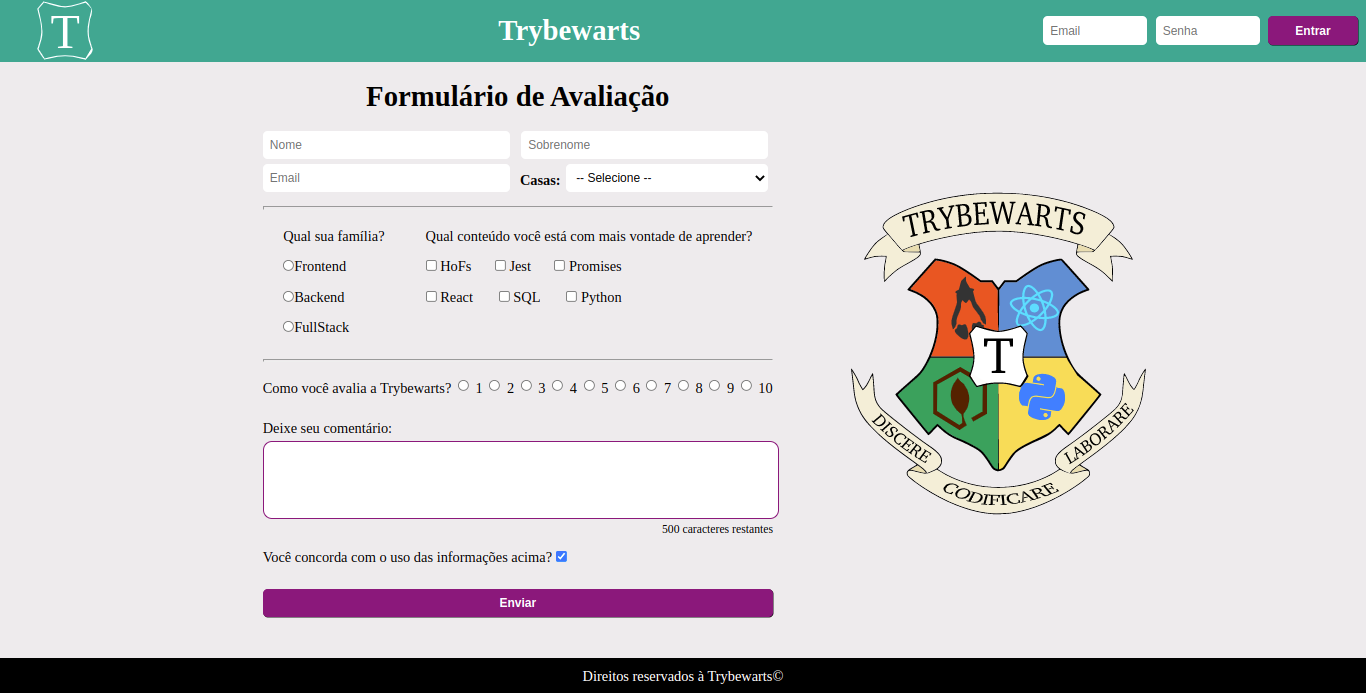 T Trybewarts Email Senha Entrar
Formulário de Avaliação
Nome Sobrenome
Email Casas: -- Selecione --
Qual sua família? Qual conteúdo você está com mais vontade de aprender?
Frontend HoFs Jest Promises
Backend React SQL Python
FullStack
Como você avalia a Trybewarts? 1 2 3 4 5 6 7 8 9 10
Deixe seu comentário:
500 caracteres restantes
Você concorda com o uso das informações acima?
Enviar
TRYBEWARTS
T
DISCERE
CODIFICARE
LABORARE
Direitos reservados à Trybewarts©